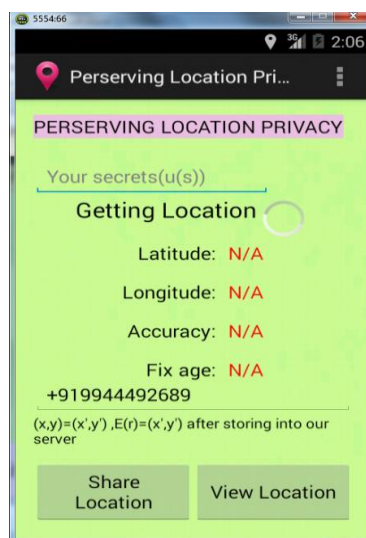 5554:66
3G 2:06
Perserving Location Pri...
PERSERVING LOCATION PRIVACY
Your secrets(u(s))
Getting Location
Latitude: N/A
Longitude: N/A
Accuracy: N/A
Fix age: N/A
+919944492689
(x,y)=(x',y') ,E(r)=(x',y') after storing into our
server
Share
Location
View Location